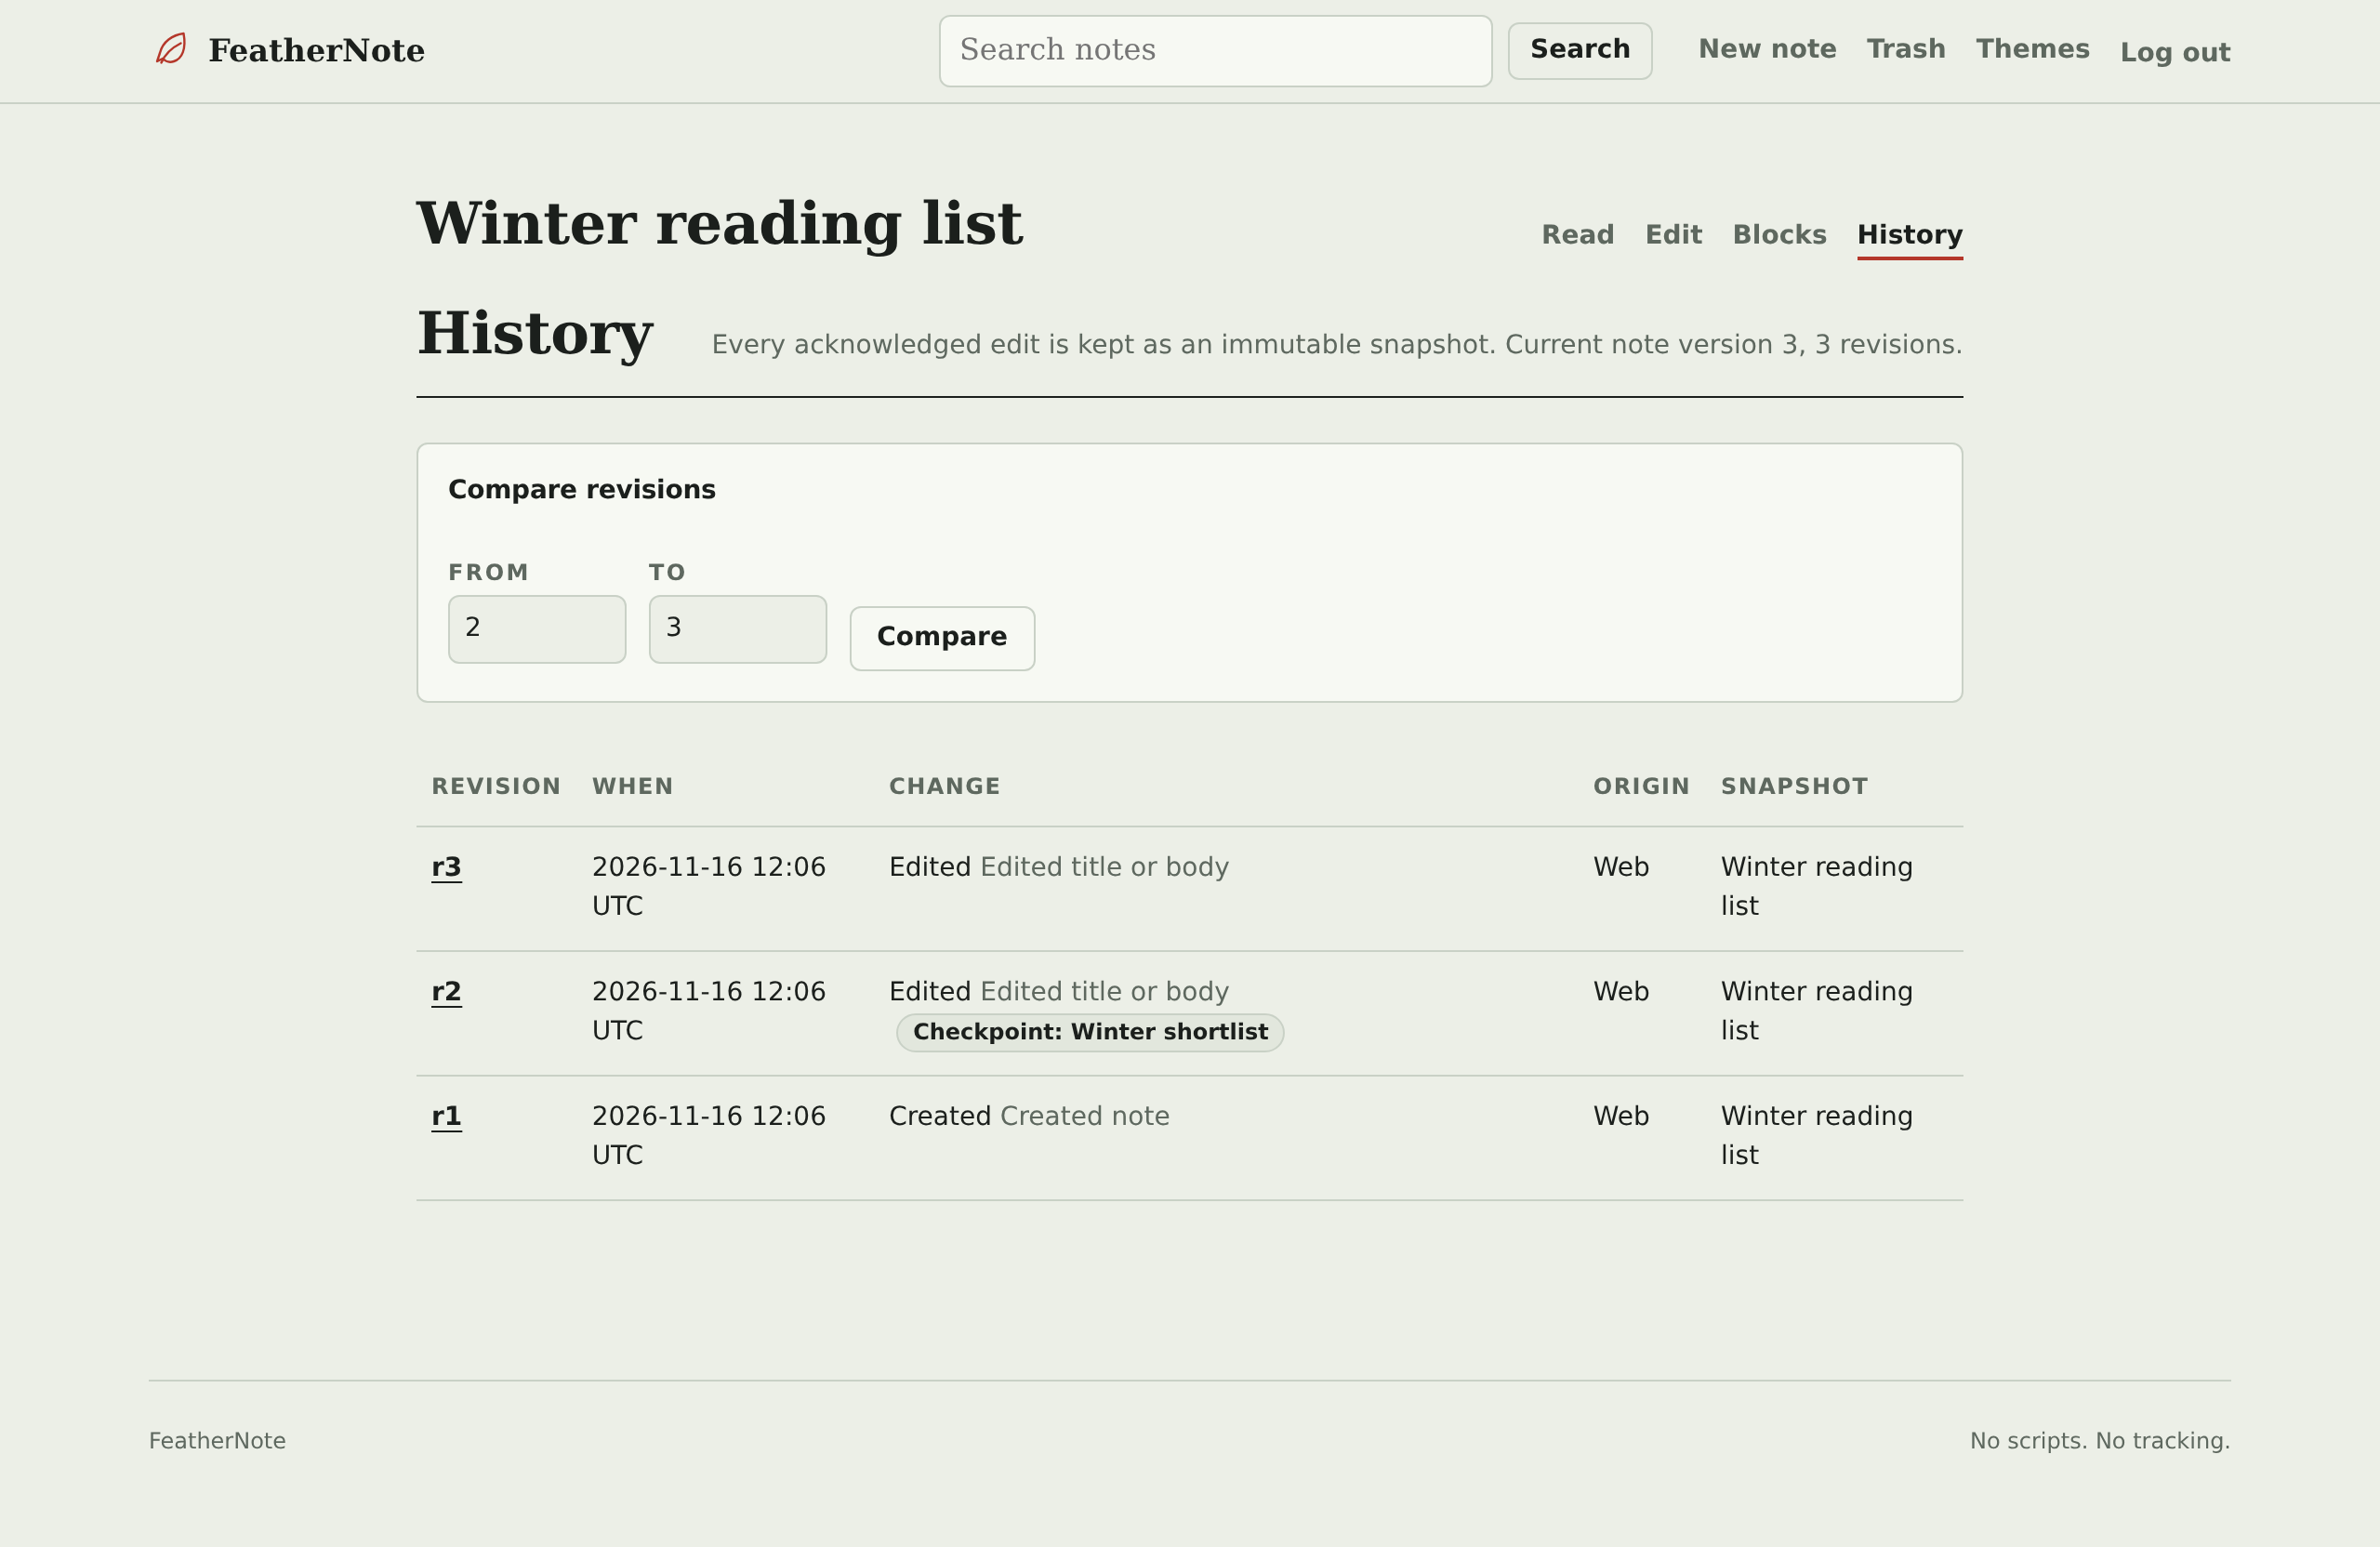 FeatherNote
Search notes
Search
New note
Trash
Themes
Log out
Winter reading list
Read
Edit
Blocks
History
History
Every acknowledged edit is kept as an immutable snapshot. Current note version 3, 3 revisions.
Compare revisions
FROM
TO
2
3
Compare
REVISION WHEN CHANGE ORIGIN SNAPSHOT
r3 2026-11-16 12:06 Edited Edited title or body Web Winter reading
UTC list
r2 2026-11-16 12:06 Edited Edited title or body Web Winter reading
UTC Checkpoint: Winter shortlist list
r1 2026-11-16 12:06 Created Created note Web Winter reading
UTC list
FeatherNote
No scripts. No tracking.